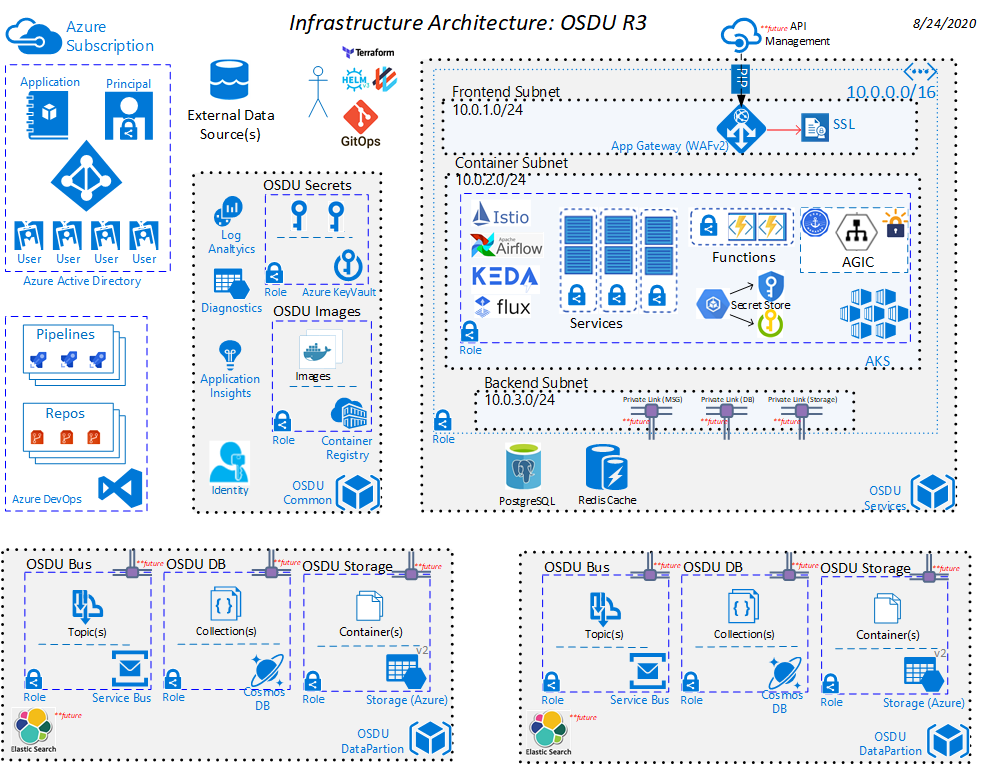 Infrastructure Architecture: OSDU R3
8/24/2020
Azure
Subscription
Application
Principal
User
User
User
User
Azure Active Directory
External Data
Source(s)
Terraform
HELM
V3
GitOps
**future API
Management
PIP
10.0.0.0/16
Frontend Subnet
10.0.1.0/24
App Gateway (WAFv2)
SSL
Container Subnet
10.0.2.0/24
Istio
Apache
Airflow
KEDA
flux
Role
Services
Functions
Secret Store
AGIC
AKS
Backend Subnet
10.0.3.0/24
Private Link (MSG)
**future
Private Link (DB)
**future
Private Link (Storage)
**future
Role
PostgreSQL
Redis Cache
OSDU
Services
OSDU Secrets
Log
Analtyics
Role
Azure KeyVault
Diagnostics
OSDU Images
Images
Application
Insights
Role
Container
Registry
Identity
OSDU
Common
Pipelines
Repos
Azure DevOps
OSDU Bus
**future
OSDU DB
**future
OSDU Storage
**future
Topic(s)
Collection(s)
Container(s)
Role
Service Bus
Role
Cosmos
DB
Role
v2
Storage (Azure)
**future
Elastic Search
OSDU
DataPartion
OSDU Bus
**future
OSDU DB
**future
OSDU Storage
**future
Topic(s)
Collection(s)
Container(s)
Role
Service Bus
Role
Cosmos
DB
Role
v2
Storage (Azure)
**future
Elastic Search
OSDU
DataPartion